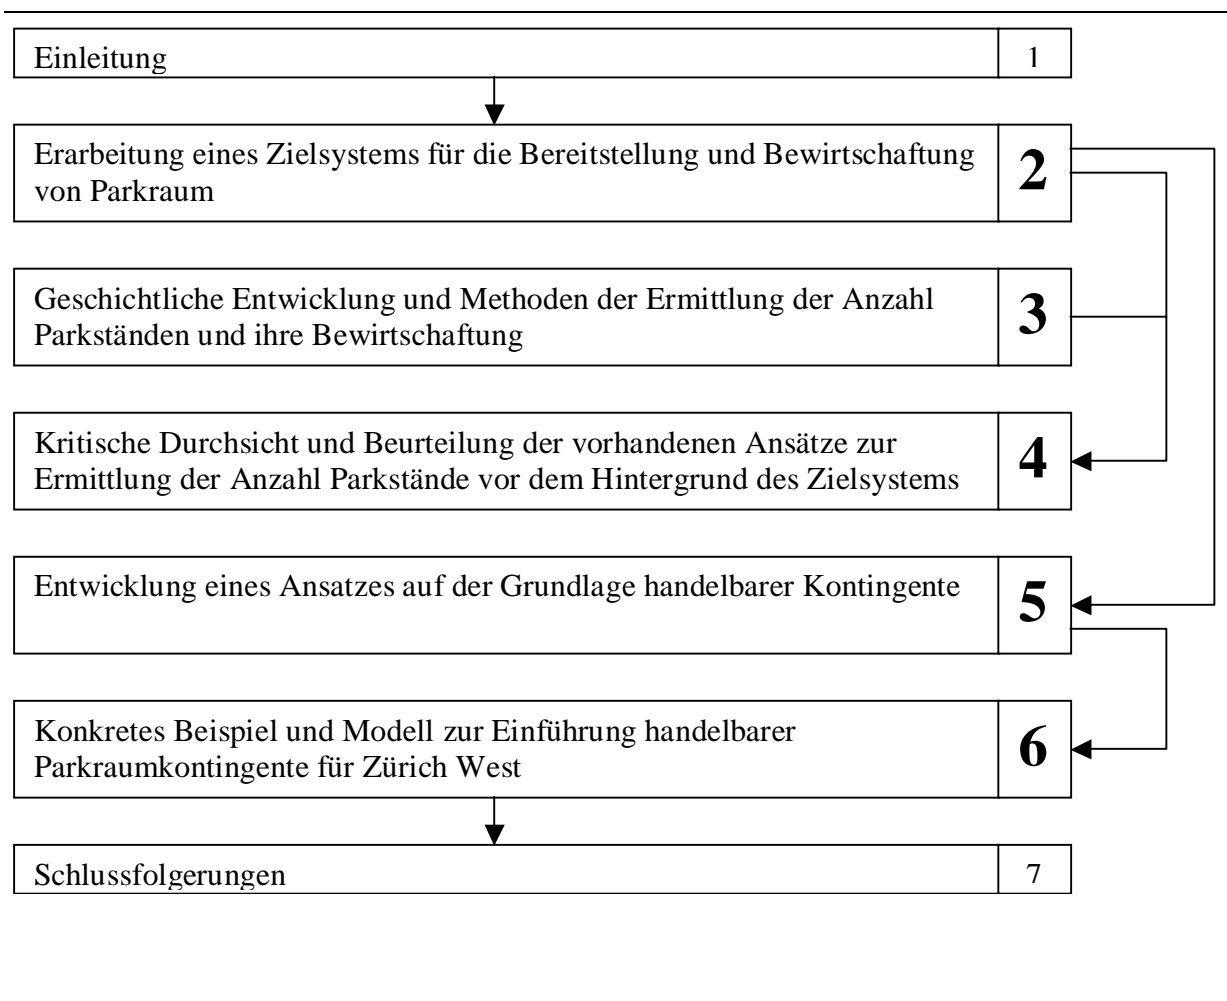 Einleitung 1
Erarbeitung eines Zielsystems für die Bereitstellung und Bewirtschaftung
von Parkraum
2
Geschichtliche Entwicklung und Methoden der Ermittlung der Anzahl
Parkständen und ihre Bewirtschaftung
3
Kritische Durchsicht und Beurteilung der vorhandenen Ansätze zur
Ermittlung der Anzahl Parkstände vor dem Hintergrund des Zielsystems
4
Entwicklung eines Ansatzes auf der Grundlage handelbarer Kontingente
5
Konkretes Beispiel und Modell zur Einführung handelbarer
Parkraumkontingente für Zürich West
6
Schlussfolgerungen 7